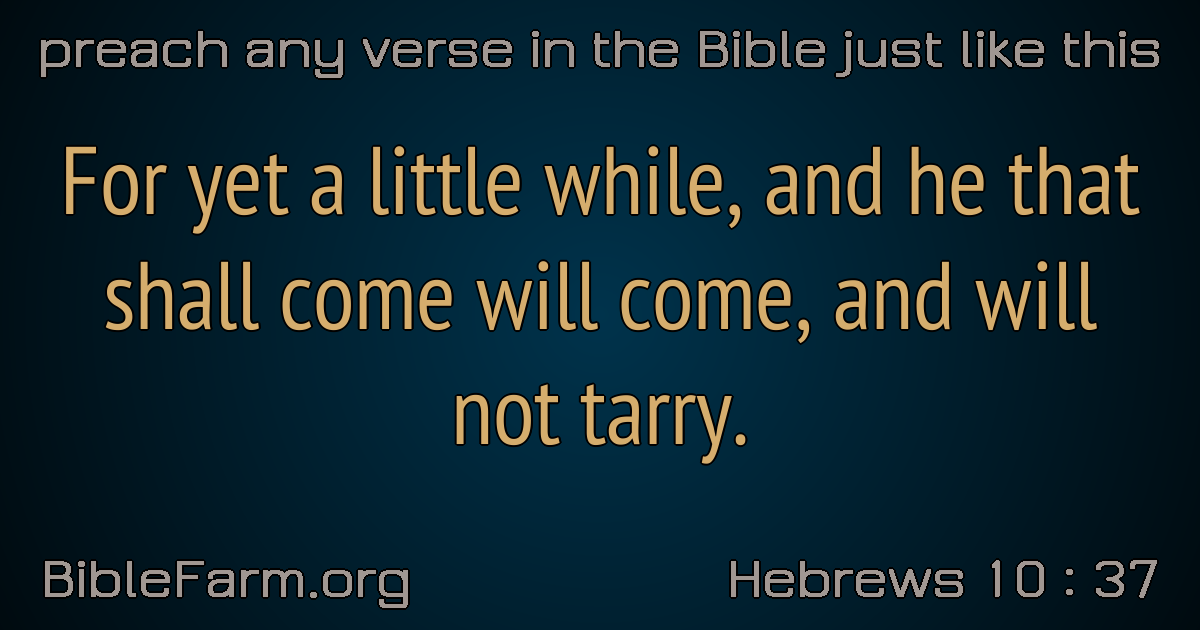 preach any verse in the Bible just like this
For yet a little while, and he that
shall come will come, and will
not tarry.
BibleFarm.org
Hebrews 10 : 37